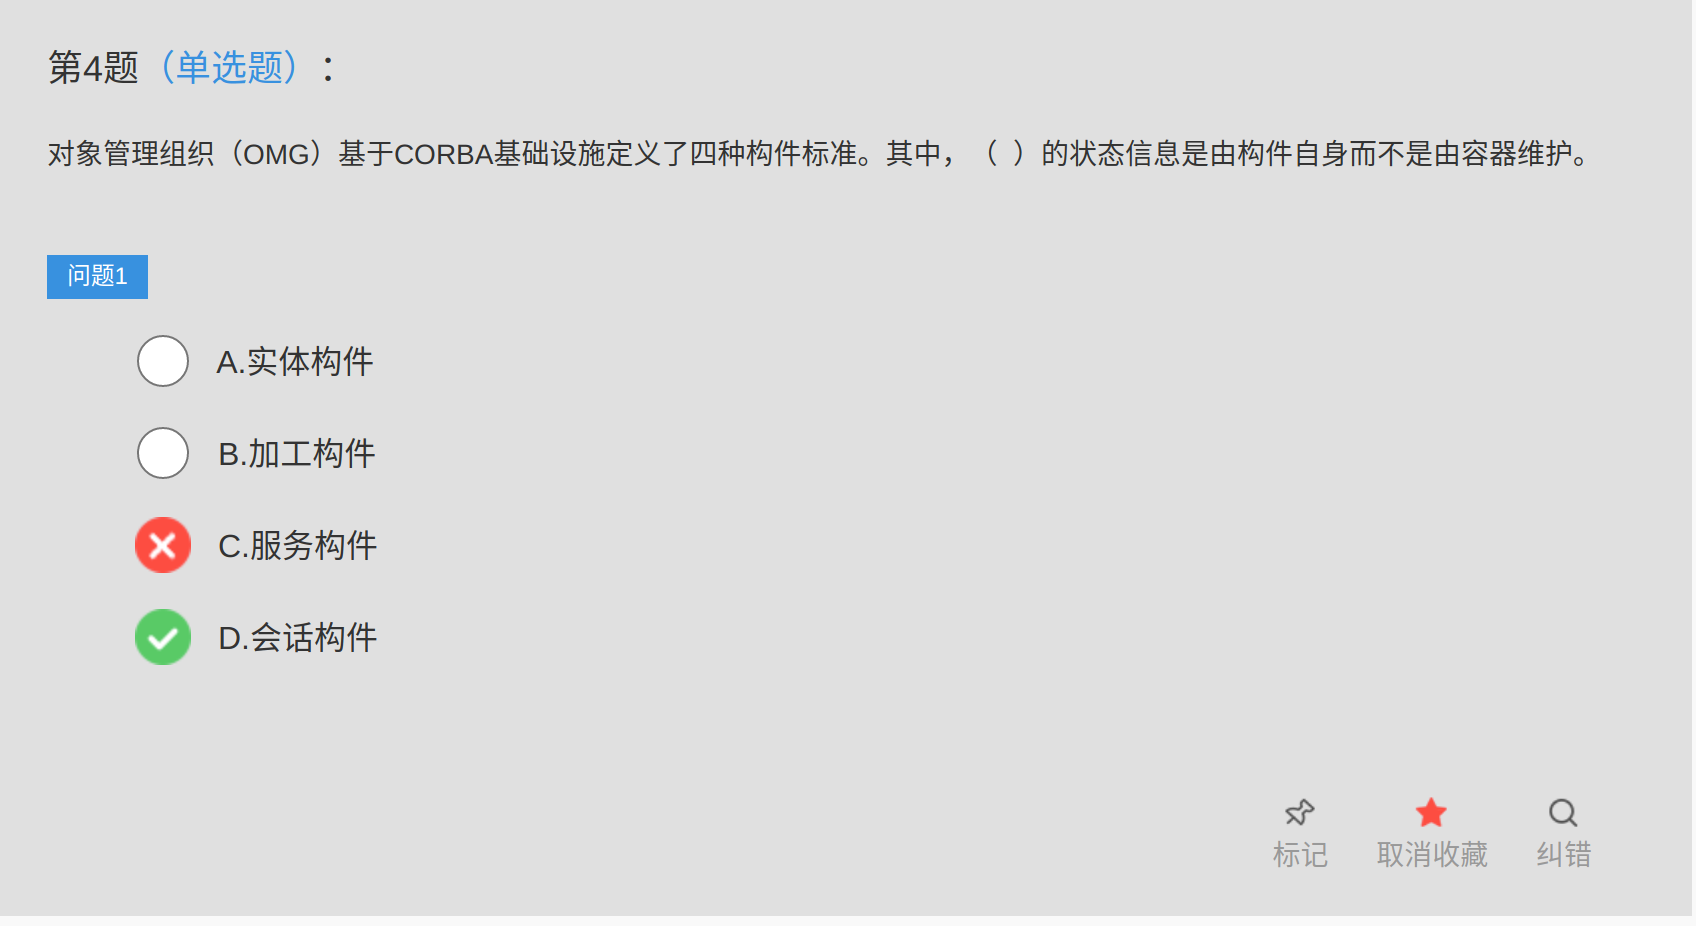 第4题（单选题）：
对象管理组织（OMG）基于CORBA基础设施定义了四种构件标准。其中，（ ）的状态信息是由构件自身而不是由容器维护。
问题1
A.实体构件
B.加工构件
C.服务构件
D.会话构件
标记 取消收藏 纠错